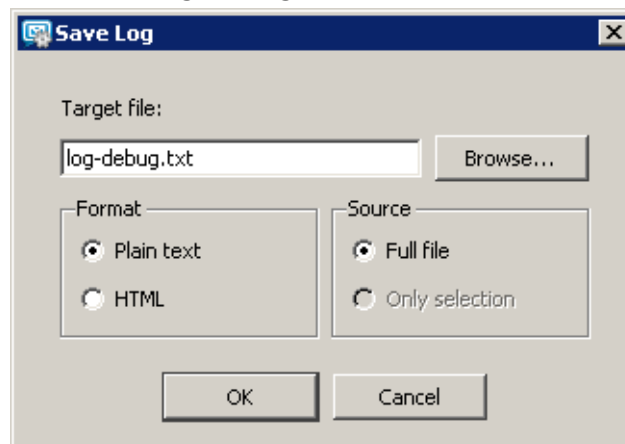 Save Log
Target file:
log-debug.txt
Browse...
Format
Source
Plain text
Full file
HTML
Only selection
OK
Cancel